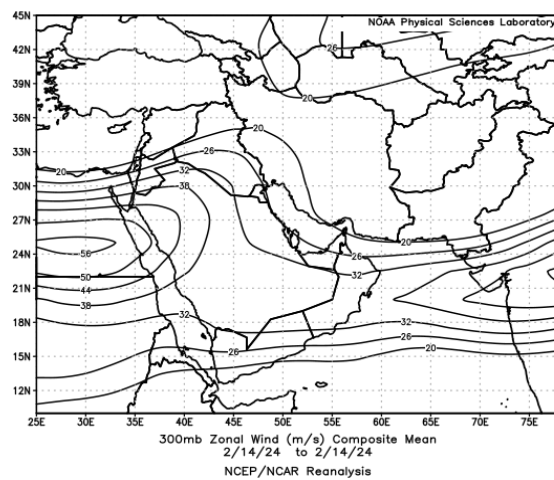 NOAA Physical Sciences Laboratory
45N
42N
39N
36N
33N
30N
27N
24N
21N
18N
15N
12N
26
26
20
20
26
32
38
20
20
26
32
56
50
44
38
32
32
26
26
20
25E 30E 35E 40E 45E 50E 55E 60E 65E 70E 75E
300mb Zonal Wind (m/s) Composite Mean
2/14/24 to 2/14/24
NCEP/NCAR Reanalysis